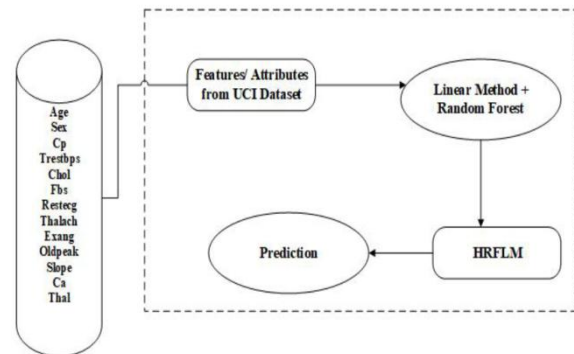 Age
Sex
Cp
Trestbps
Chol
Fbs
Restecg
Thalach
Exang
Oldpeak
Slope
Ca
Thal
Features/ Attributes
from UCI Dataset
Linear Method +
Random Forest
HRFLM
Prediction